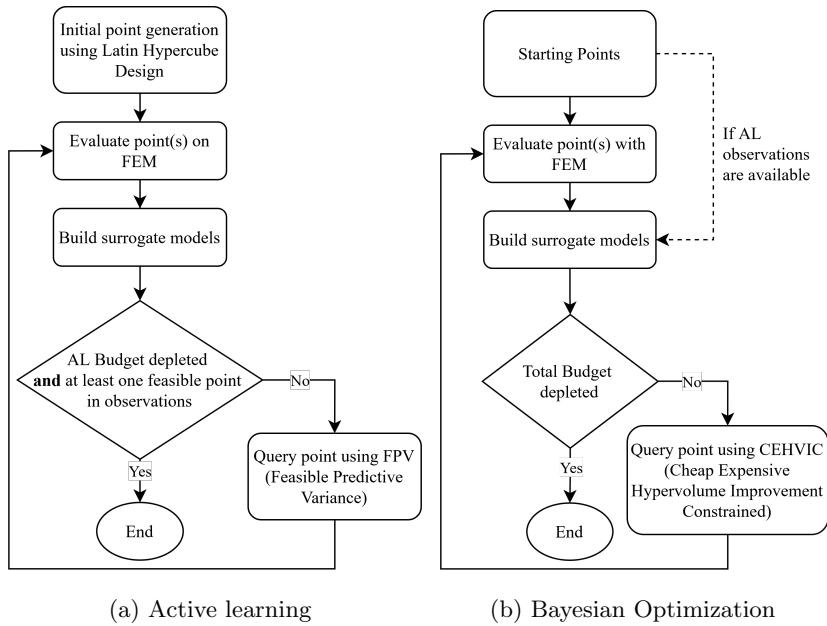 Initial point generation
using Latin Hypercube
Design
Evaluate point(s) on
FEM
Build surrogate models
AL Budget depleted
and at least one feasible point
in observations
No
Yes
Query point using FPV
(Feasible Predictive
Variance)
End
(a) Active learning
Starting Points
If AL
observations
are available
Evaluate point(s) with
FEM
Build surrogate models
Total Budget
depleted
No
Yes
Query point using CEHVIC
(Cheap Expensive
Hypervolume Improvement
Constrained)
End
(b) Bayesian Optimization